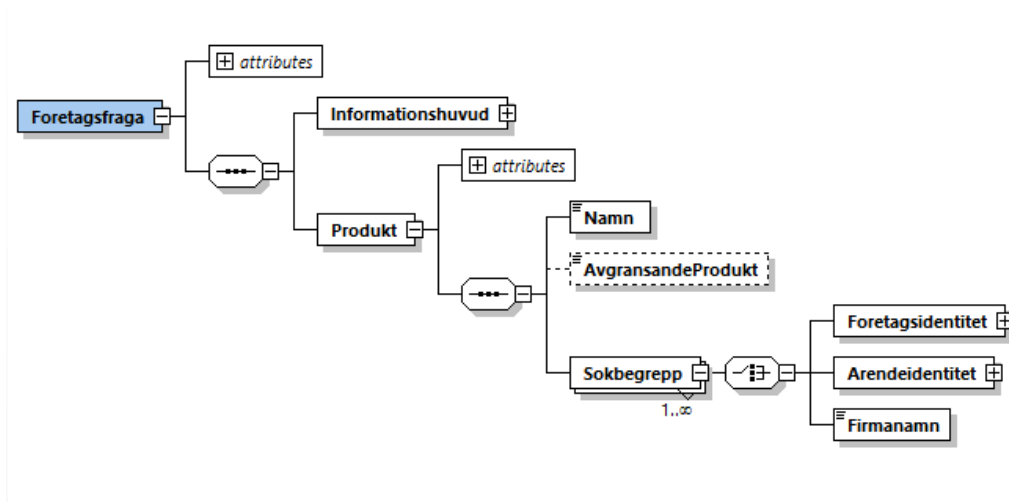 attributes
Foretagsfraga
Informationshuvud
attributes
Produkt
Namn
AvgransandeProdukt
Foretagsidentitet
Sokbegrepp
Arendeidentitet
1..∞
Firmanamn